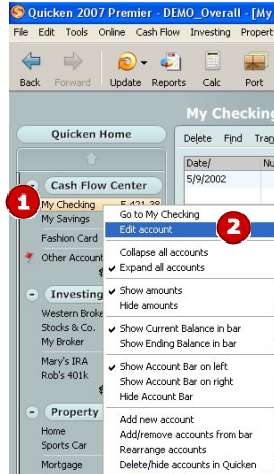 Quicken 2007 Premier - DEMO_Overall - [My
File Edit Tools Online Cash Flow Investing Propert
Back Forward Update Reports Calc Port
My Checking
Quicken Home
Delete Find Tran
Date/ Nu
5/9/2002
Cash Flow Center
1
My Checking 5,421.38
My Savings
Fashion Card
Other Account
Go to My Checking
Edit account
2
Collapse all accounts
Expand all accounts
Show amounts
Hide amounts
Show Current Balance in bar
Show Ending Balance in bar
Show Account Bar on left
Show Account Bar on right
Hide Account Bar
Add new account
Add/remove accounts from bar
Rearrange accounts
Delete/hide accounts in Quicken
Investing
Western Broke
Stocks & Co.
My Broker
Mary's IRA
Rob's 401k
Property
Home
Sports Car
Mortgage